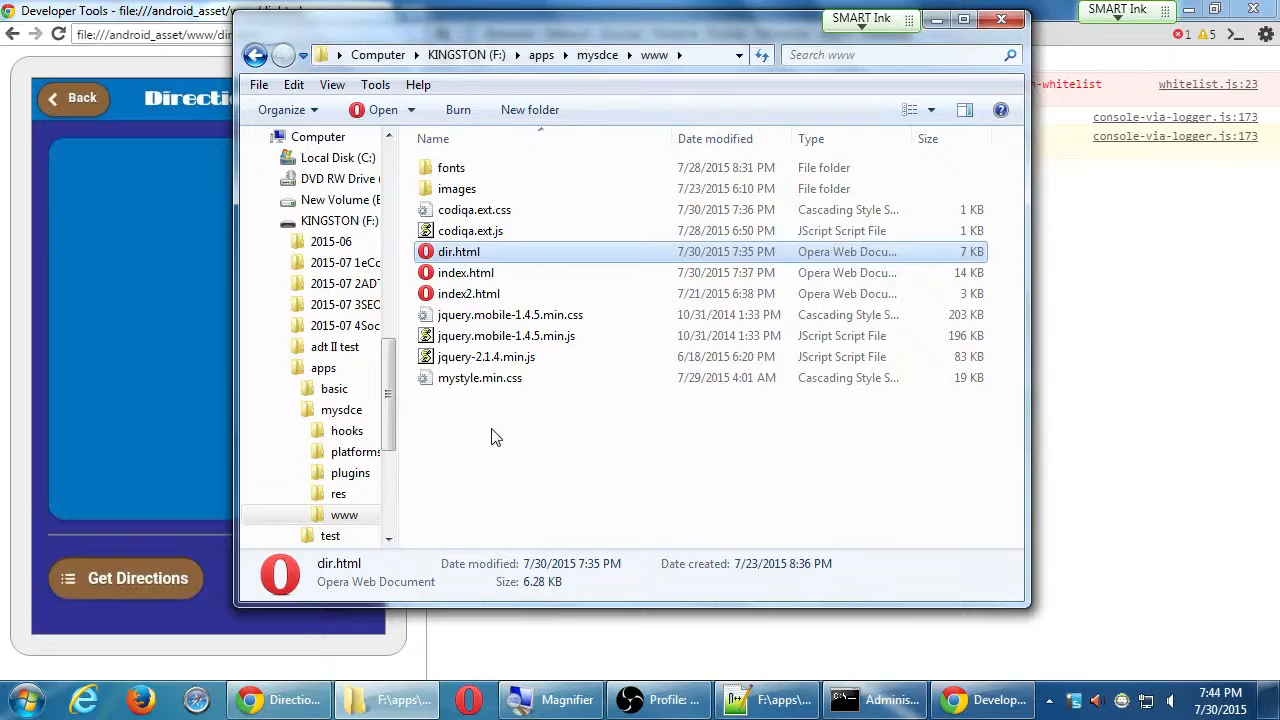 Developer Tools - file:///android_asset/www/di
SMART Ink
SMART Ink
file:///android_asset/www/di
Computer
KINGSTON (F:)
apps
mysdce
www
Search www
1
5
File
Edit
View
Tools
Help
n-whitelist
whitelist.js:23
Back
Directio
Organize
Open
Burn
New folder
console-via-logger.js:173
console-via-logger.js:173
Name
Date modified
Type
Size
fonts 7/28/2015 8:31 PM File folder
images 7/23/2015 6:10 PM File folder
codiqa.ext.css 7/30/2015 7:36 PM Cascading Style S... 1 KB
codiqa.ext.js 7/28/2015 6:50 PM JScript Script File 1 KB
dir.html 7/30/2015 7:35 PM Opera Web Docu... 7 KB
index.html 7/30/2015 7:37 PM Opera Web Docu... 14 KB
index2.html 7/21/2015 6:38 PM Opera Web Docu... 3 KB
jquery.mobile-1.4.5.min.css 10/31/2014 1:33 PM Cascading Style S... 203 KB
jquery.mobile-1.4.5.min.js 10/31/2014 1:33 PM JScript Script File 196 KB
jquery-2.1.4.min.js 6/18/2015 6:20 PM JScript Script File 83 KB
mystyle.min.css 7/29/2015 4:01 AM Cascading Style S... 19 KB
Computer
Local Disk (C:)
DVD RW Drive (
New Volume (E
KINGSTON (F:)
2015-06
2015-07 1eCo
2015-07 2ADT
2015-07 3SEO
2015-07 4Soc
adt II test
apps
basic
mysdce
hooks
platforms
plugins
res
www
test
Get Directions
dir.html Date modified: 7/30/2015 7:35 PM Date created: 7/23/2015 8:36 PM
Opera Web Document Size: 6.28 KB
Directio...
F:\apps\...
Magnifier
Profile: ...
F:\apps\...
Adminis...
Develop...
7:44 PM
7/30/2015